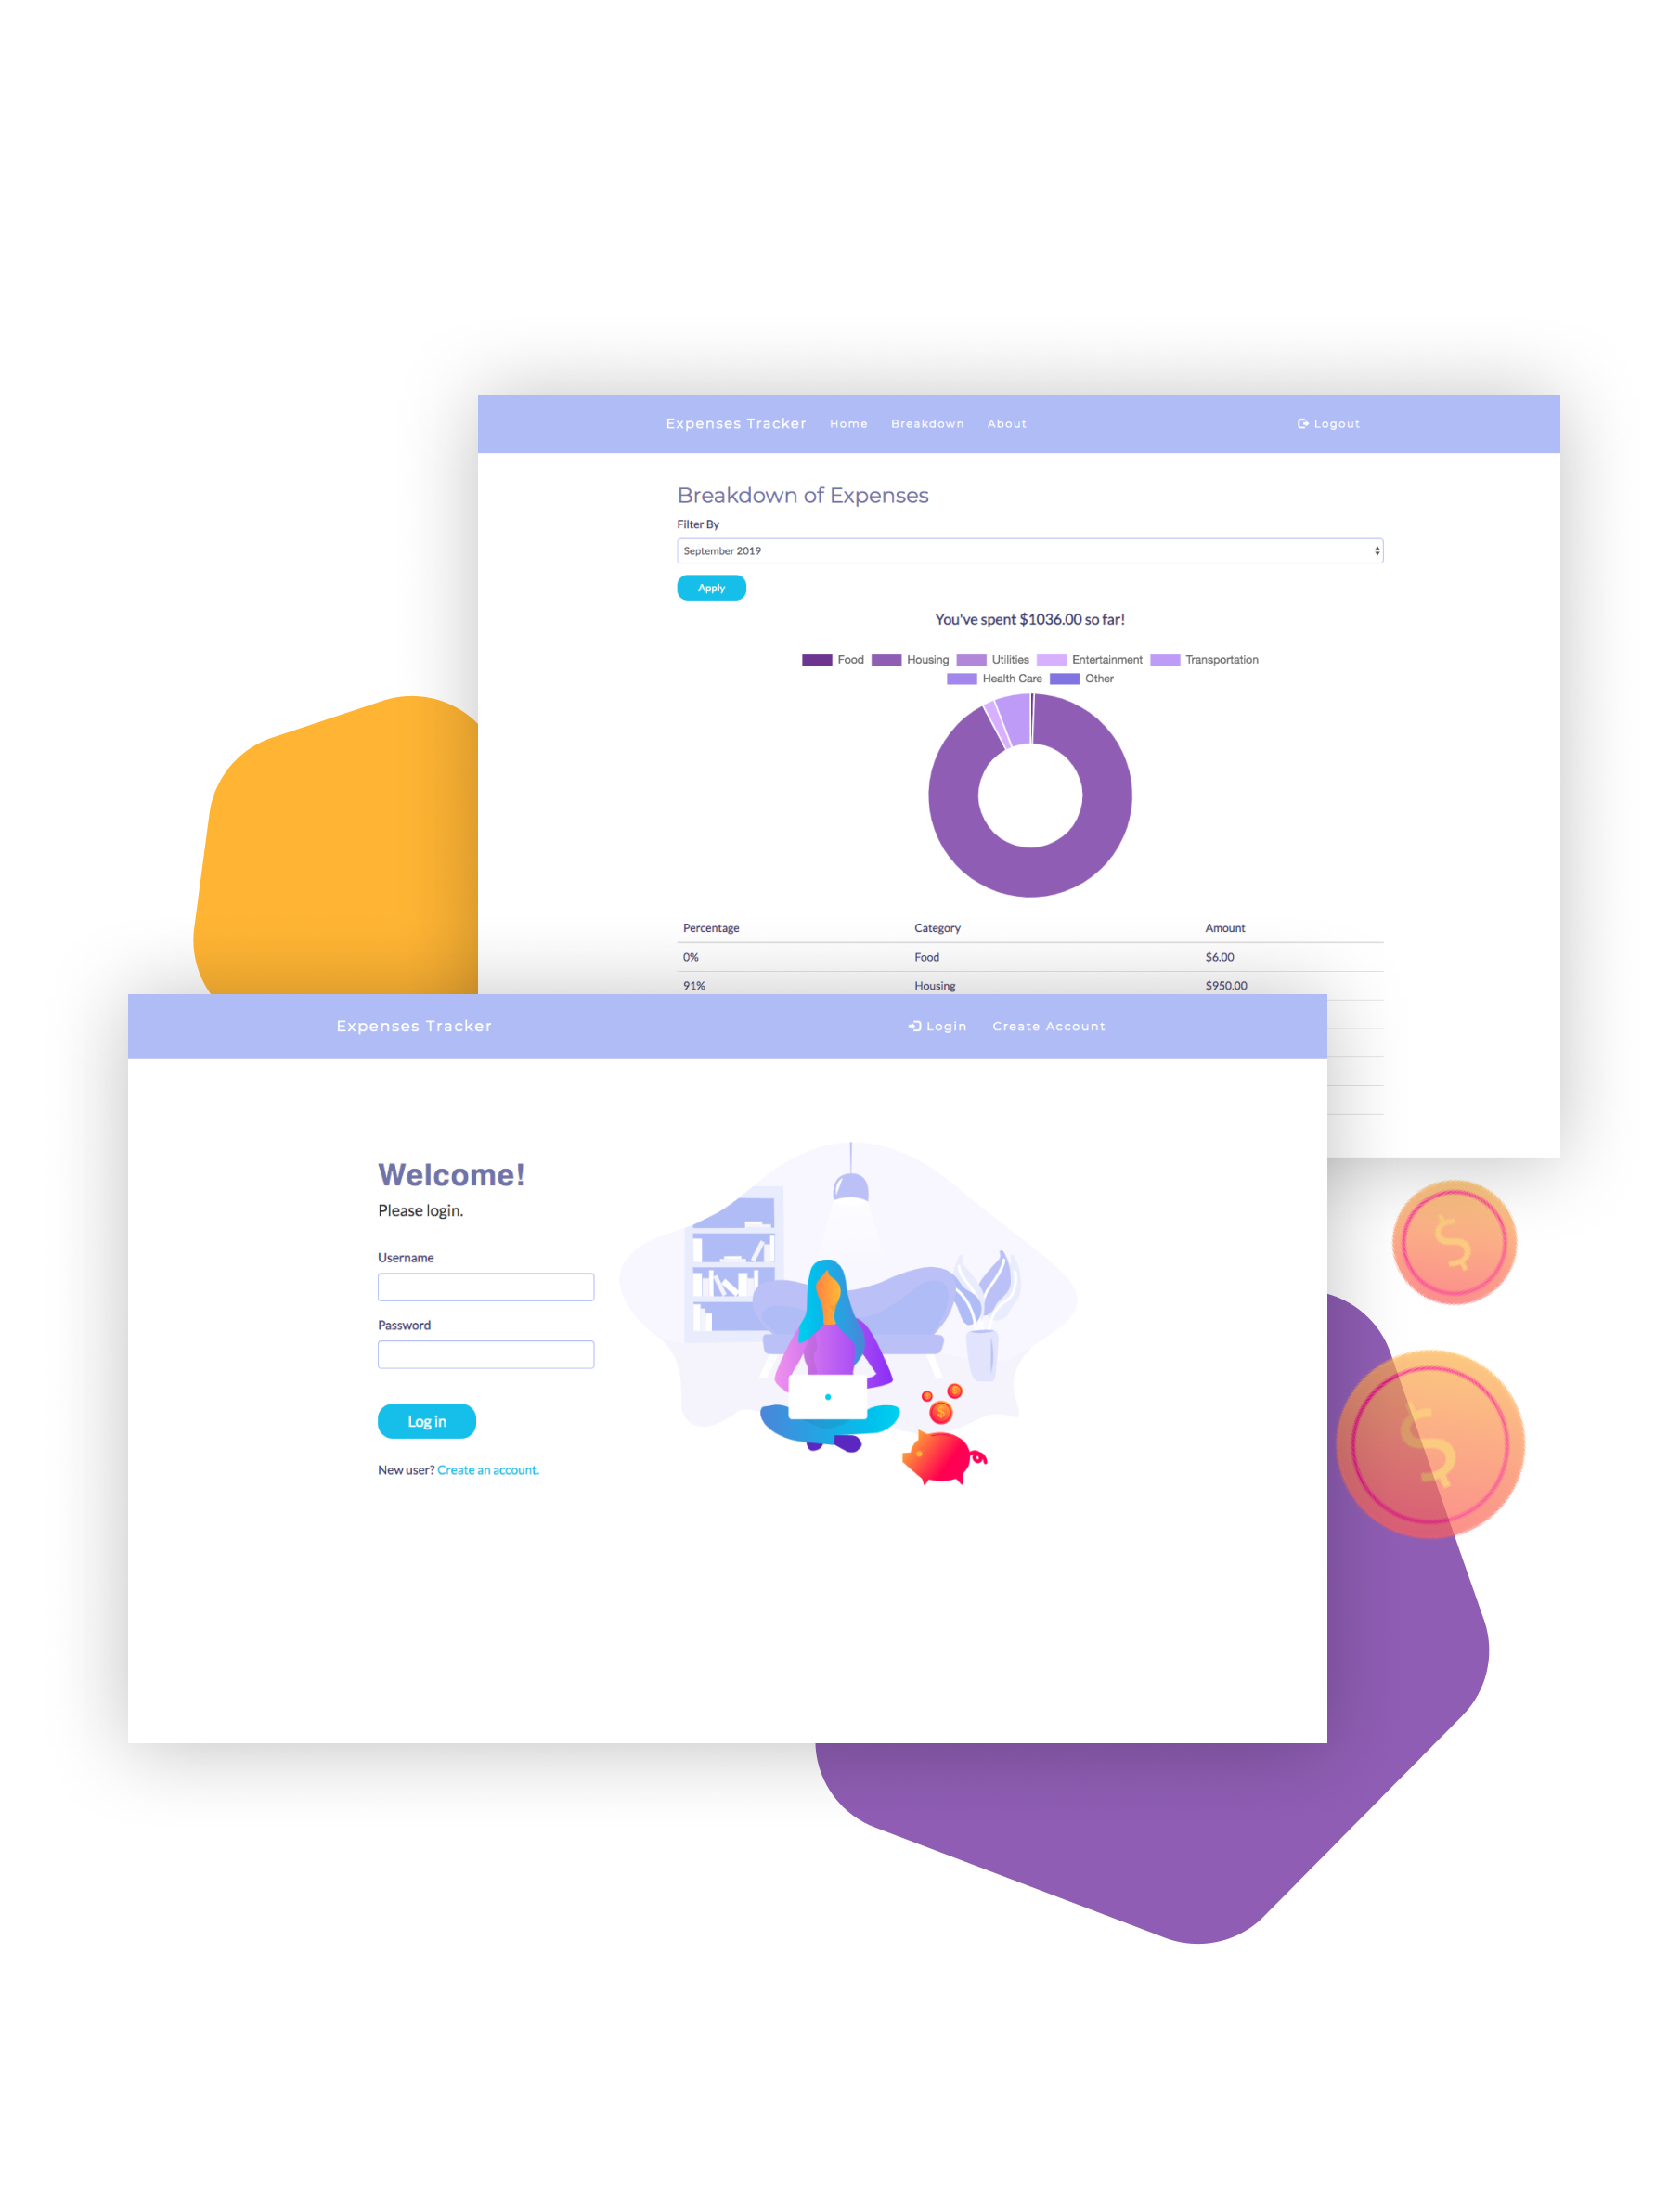 Expenses Tracker Home Breakdown About Logout
Breakdown of Expenses
Filter By
September 2019
Apply
You've spent $1036.00 so far!
Food Housing Utilities Entertainment Transportation
Health Care Other
Percentage Category Amount
0% Food $6.00
91% Housing $950.00
Expenses Tracker Login Create Account
Welcome!
Please login.
Username
Password
Log in
New user? Create an account.
$
$
$